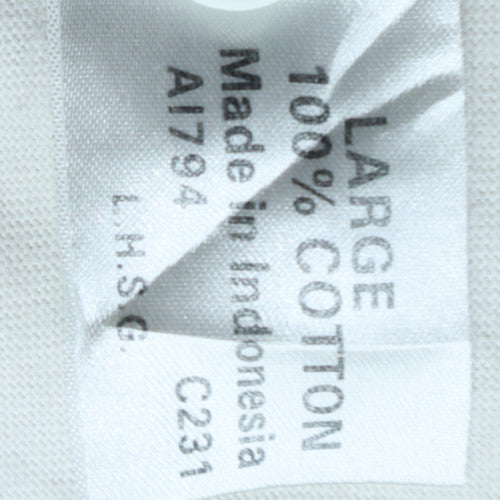 LARGE
100% COTTON
Made in Indonesia
AI794 C231
L.H.S.G.